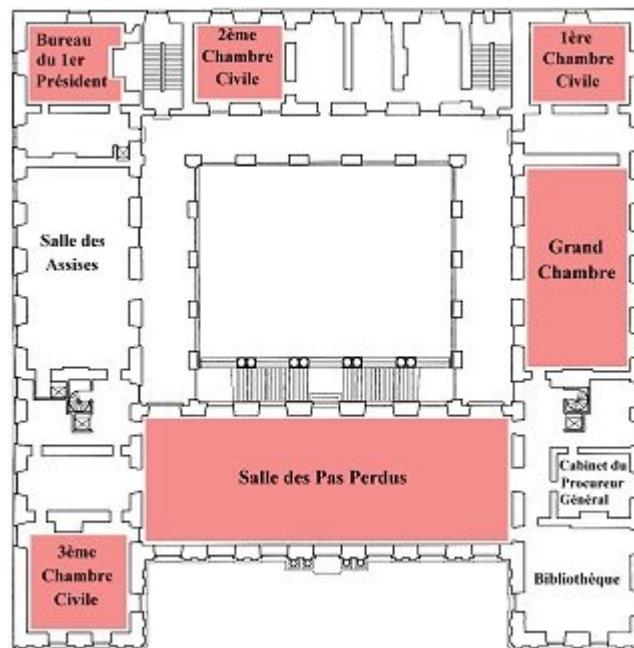 Bureau
du 1er
Président
2ème
Chambre
Civile
1ère
Chambre
Civile
Salle des
Assises
Grand
Chambre
Salle des Pas Perdus
Cabinet du
Procureur
Général
3ème
Chambre
Civile
Bibliothèque